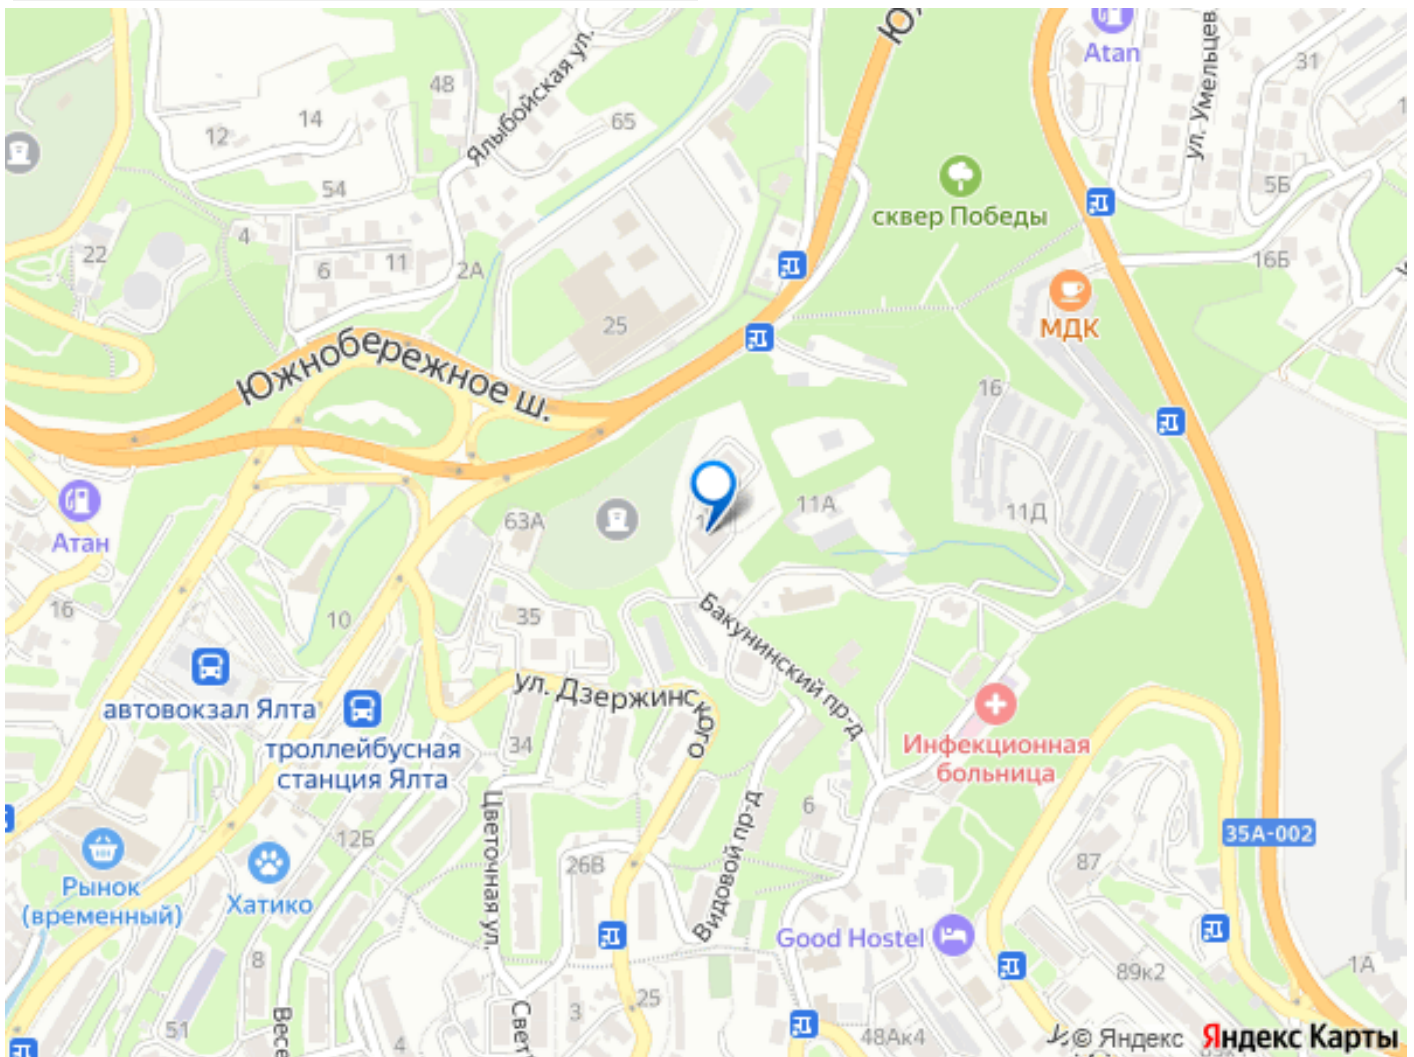 Atan
ул. Умельцев
31
48
Ялыбойская ул.
14
12
65
54
5Б
сквер Победы
4
22
6
11
2А
16Б
25
МДК
Южнобережное ш.
16
63А
11А
11Д
Атан
16
10
35
Бакунинский пр-д
ул. Дзержинского
автовокзал Ялта
троллейбусная
станция Ялта
34
Инфекционная
больница
Цветочная ул.
Видовой пр-д
6
35А-002
12Б
26В
87
Рынок
(временный)
Хатико
Good Hostel
8
89к2
1А
25
3
51
4
48Ак4
© Яндекс
Яндекс Карты